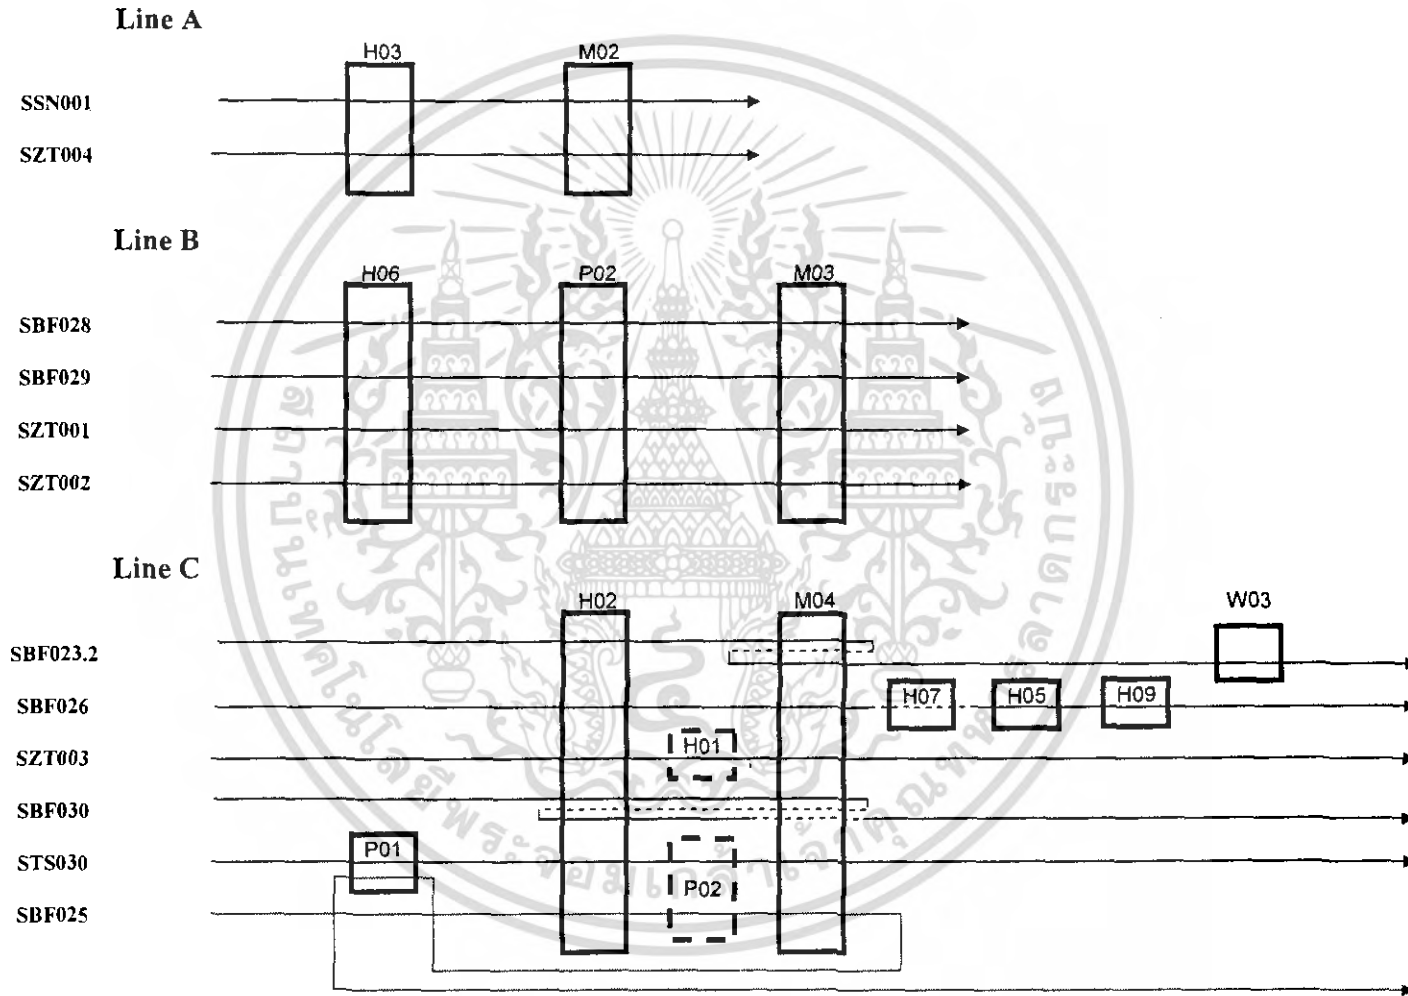 Line A
H03 M02
SSN001
SZT004
Line B
H06 P02 M03
SBF028
SBF029
SZT001
SZT002
Line C
H02 M04 W03
SBF023.2
SBF026 H07 H05 H09
SZT003 H01
SBF030
STS030 P01
P02
SBF025